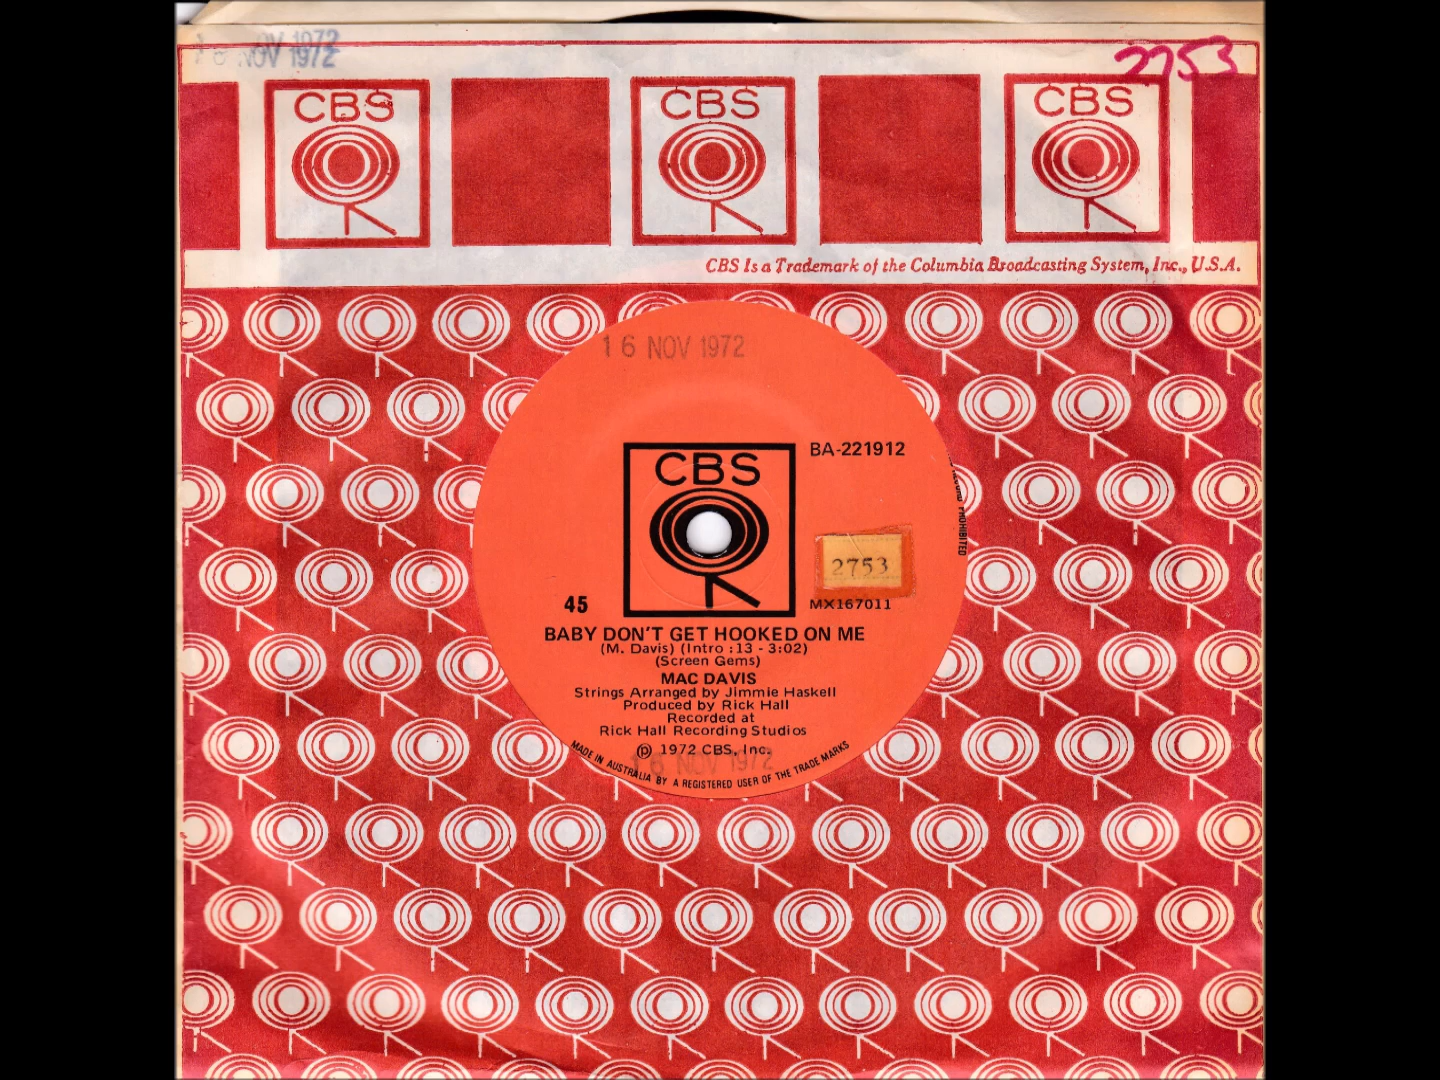 16 NOV 1972
2753
CBS
CBS
CBS
CBS Is a Trademark of the Columbia Broadcasting System, Inc., U.S.A.
16 NOV 1972
BA-221912
CBS
PROHIBITED
2753
45
MX167011
BABY DON'T GET HOOKED ON ME
(M. Davis) (Intro :13 - 3:02)
(Screen Gems)
MAC DAVIS
Strings Arranged by Jimmie Haskell
Produced by Rick Hall
Recorded at
Rick Hall Recording Studios
℗ 1972 CBS, Inc.
16 NOV 1972
MADE IN AUSTRALIA BY A REGISTERED USER OF THE TRADE MARKS